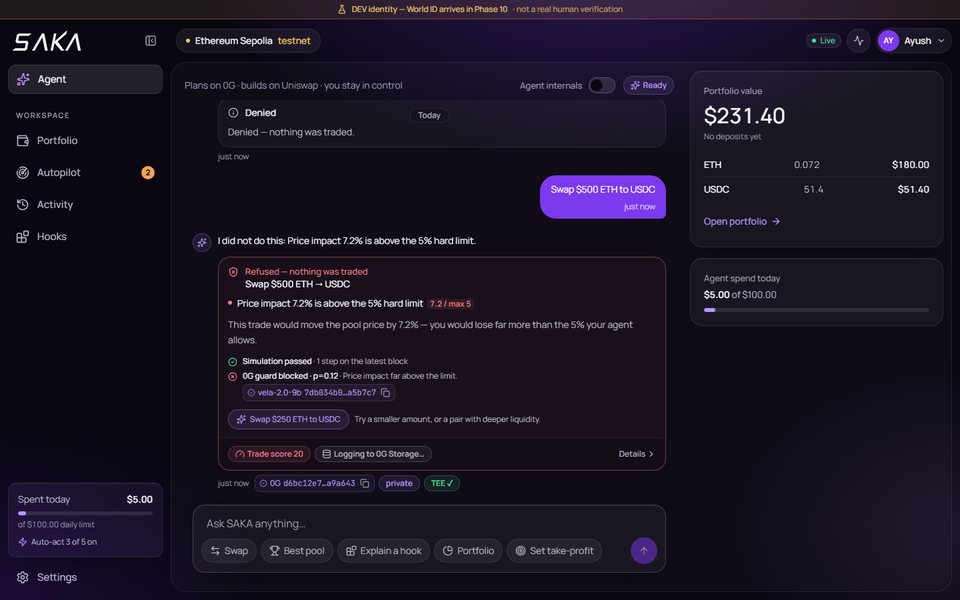 DEV identity — World ID arrives in Phase 10 · not a real human verification
SAKA
Ethereum Sepolia testnet
Live
AY Ayush
Agent
WORKSPACE
Portfolio
Autopilot 2
Activity
Hooks
Spent today $5.00
of $100.00 daily limit
Auto-act 3 of 5 on
Settings
Plans on 0G · builds on Uniswap · you stay in control
Agent internals
Ready
Denied
Today
Denied — nothing was traded.
just now
Swap $500 ETH to USDC
just now
I did not do this: Price impact 7.2% is above the 5% hard limit.
Refused — nothing was traded
Swap $500 ETH → USDC
Price impact 7.2% is above the 5% hard limit 7.2 / max 5
This trade would move the pool price by 7.2% — you would lose far more than the 5% your agent
allows.
Simulation passed · 1 step on the latest block
0G guard blocked · p=0.12 · Price impact far above the limit.
vela-2.0-9b 7db034b0…a5b7c7
Swap $250 ETH to USDC Try a smaller amount, or a pair with deeper liquidity.
Trade score 20 Logging to 0G Storage… Details
just now 0G d6bc12e7…a9a643 private TEE ✓
Ask SAKA anything…
Swap Best pool Explain a hook Portfolio Set take-profit
Portfolio value
$231.40
No deposits yet
ETH 0.072 $180.00
USDC 51.4 $51.40
Open portfolio →
Agent spend today
$5.00 of $100.00